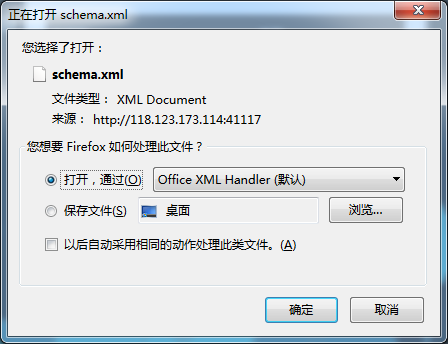 正在打开 schema.xml
您选择了打开：
schema.xml
文件类型： XML Document
来源： http://118.123.173.114:41117
您想要 Firefox 如何处理此文件？
打开，通过(O) Office XML Handler (默认)
保存文件(S) 桌面 浏览...
以后自动采用相同的动作处理此类文件。(A)
确定 取消